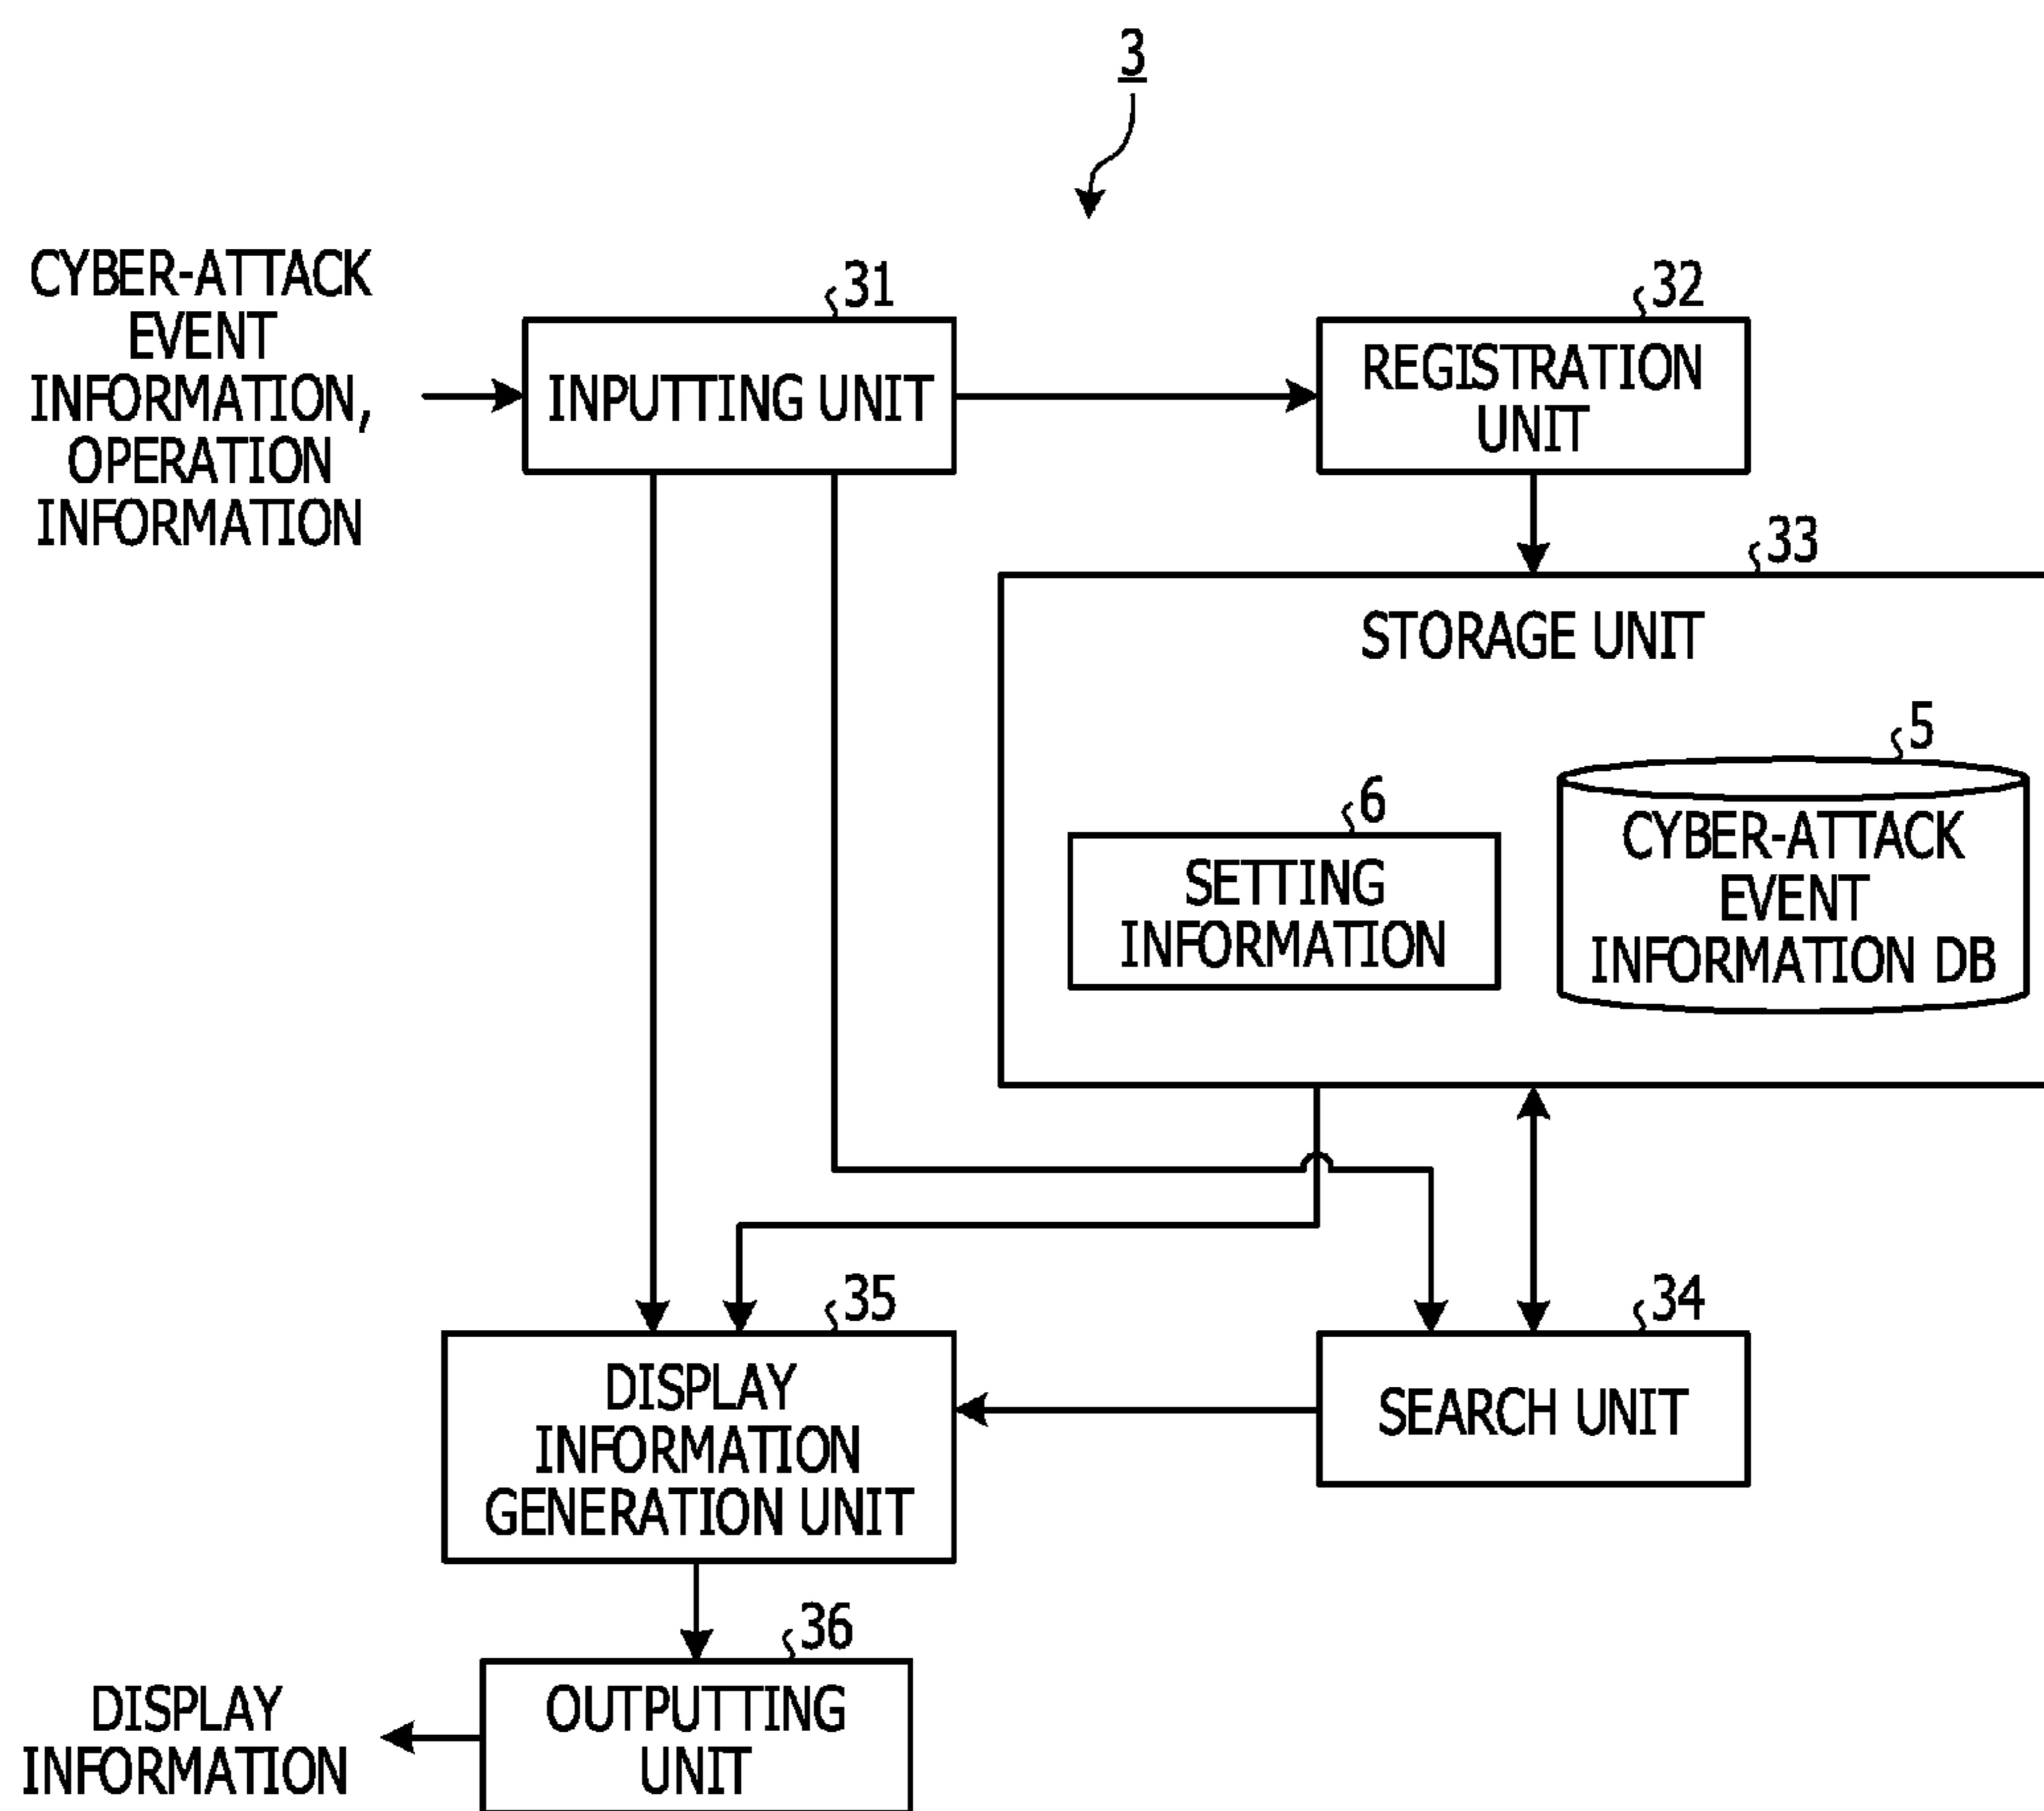 3
CYBER-ATTACK
EVENT
INFORMATION,
OPERATION
INFORMATION
31
INPUTTING UNIT
32
REGISTRATION
UNIT
33
STORAGE UNIT
6
SETTING
INFORMATION
5
CYBER-ATTACK
EVENT
INFORMATION DB
35
DISPLAY
INFORMATION
GENERATION UNIT
34
SEARCH UNIT
36
OUTPUTTING
UNIT
DISPLAY
INFORMATION